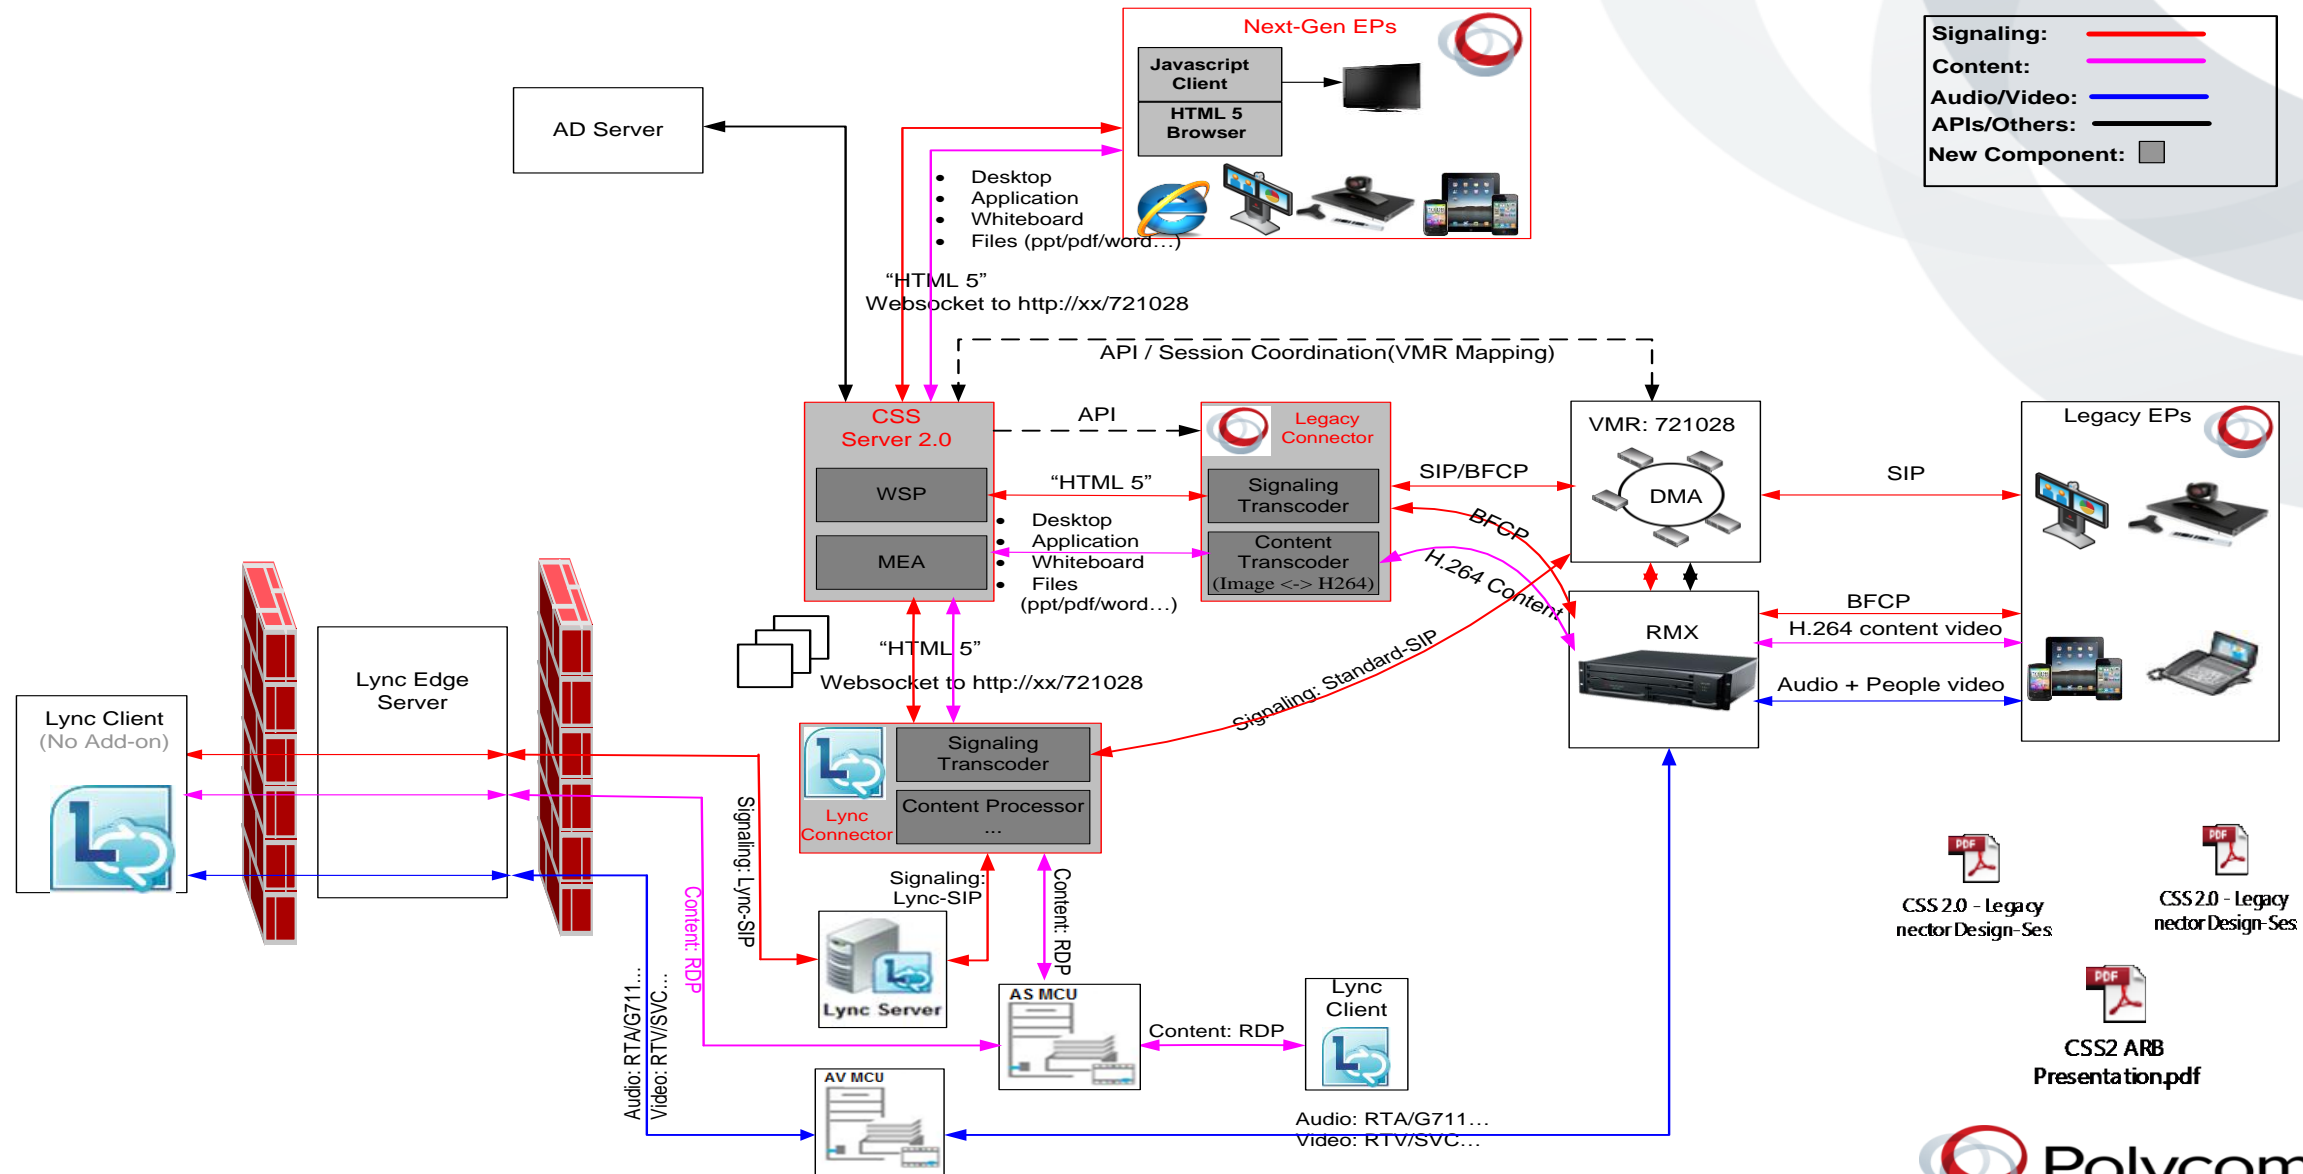 Next-Gen EPs
Javascript
Client
HTML 5
Browser
Signaling:
Content:
Audio/Video:
APIs/Others:
New Component:
AD Server
• Desktop
• Application
• Whiteboard
• Files (ppt/pdf/word…)
“HTML 5”
Websocket to http://xx/721028
API / Session Coordination(VMR Mapping)
CSS
Server 2.0
WSP
MEA
API
Legacy
Connector
Signaling
Transcoder
Content
Transcoder
(Image <-> H264)
“HTML 5”
• Desktop
• Application
• Whiteboard
• Files
(ppt/pdf/word…)
SIP/BFCP
BFCP
H.264 Content
Signaling: Standard-SIP
VMR: 721028
DMA
RMX
SIP
BFCP
H.264 content video
Audio + People video
Legacy EPs
“HTML 5”
Websocket to http://xx/721028
Lync Client
(No Add-on)
Lync Edge
Server
Signaling
Transcoder
Content Processor
...
Lync
Connector
Signaling: Lync-SIP
Content: RDP
Audio: RTA/G711…
Video: RTV/SVC…
Signaling:
Lync-SIP
Content: RDP
Lync Server
AS MCU
Content: RDP
Lync
Client
AV MCU
Audio: RTA/G711…
Video: RTV/SVC…
CSS 2.0 - Legacy
nector Design-Ses
CSS 2.0 - Legacy
nector Design-Ses
CSS2 ARB
Presentation.pdf
Polycom